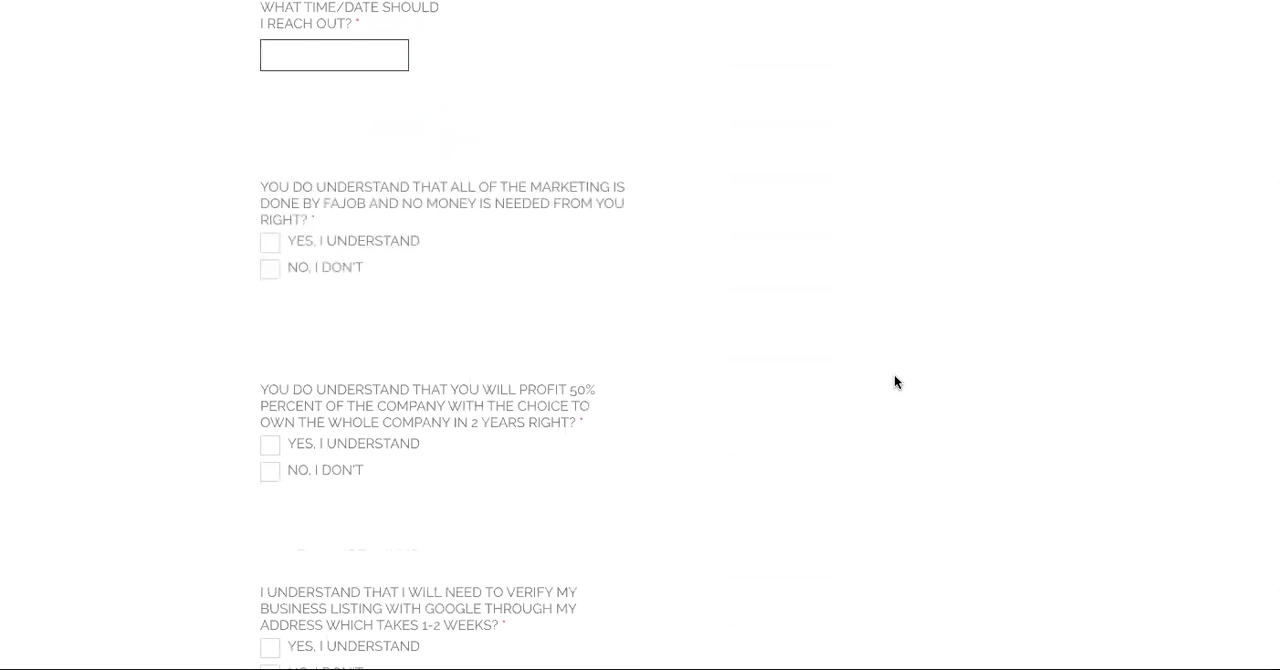 WHAT TIME/DATE SHOULD
I REACH OUT? *
YOU DO UNDERSTAND THAT ALL OF THE MARKETING IS
DONE BY FAJOB AND NO MONEY IS NEEDED FROM YOU
RIGHT? *
YES, I UNDERSTAND
NO, I DON'T
YOU DO UNDERSTAND THAT YOU WILL PROFIT 50%
PERCENT OF THE COMPANY WITH THE CHOICE TO
OWN THE WHOLE COMPANY IN 2 YEARS RIGHT? *
YES, I UNDERSTAND
NO, I DON'T
I UNDERSTAND THAT I WILL NEED TO VERIFY MY
BUSINESS LISTING WITH GOOGLE THROUGH MY
ADDRESS WHICH TAKES 1-2 WEEKS? *
YES, I UNDERSTAND
NO, I DON'T